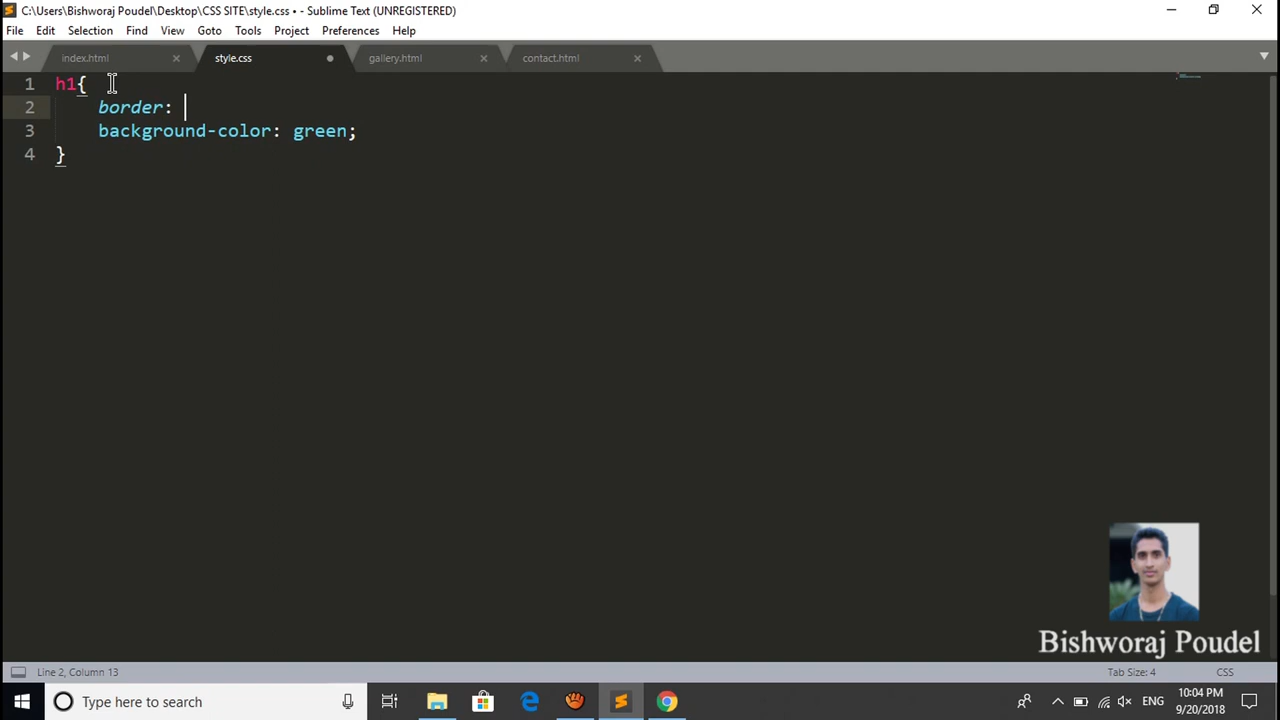 C:\Users\Bishworaj Poudel\Desktop\CSS SITE\style.css • - Sublime Text (UNREGISTERED)
File Edit Selection Find View Goto Tools Project Preferences Help
index.html style.css gallery.html contact.html
1 h1{
2 border:
3 background-color: green;
4 }
Bishworaj Poudel
Line 2, Column 13 Tab Size: 4 CSS
Type here to search ENG 10:04 PM
9/20/2018